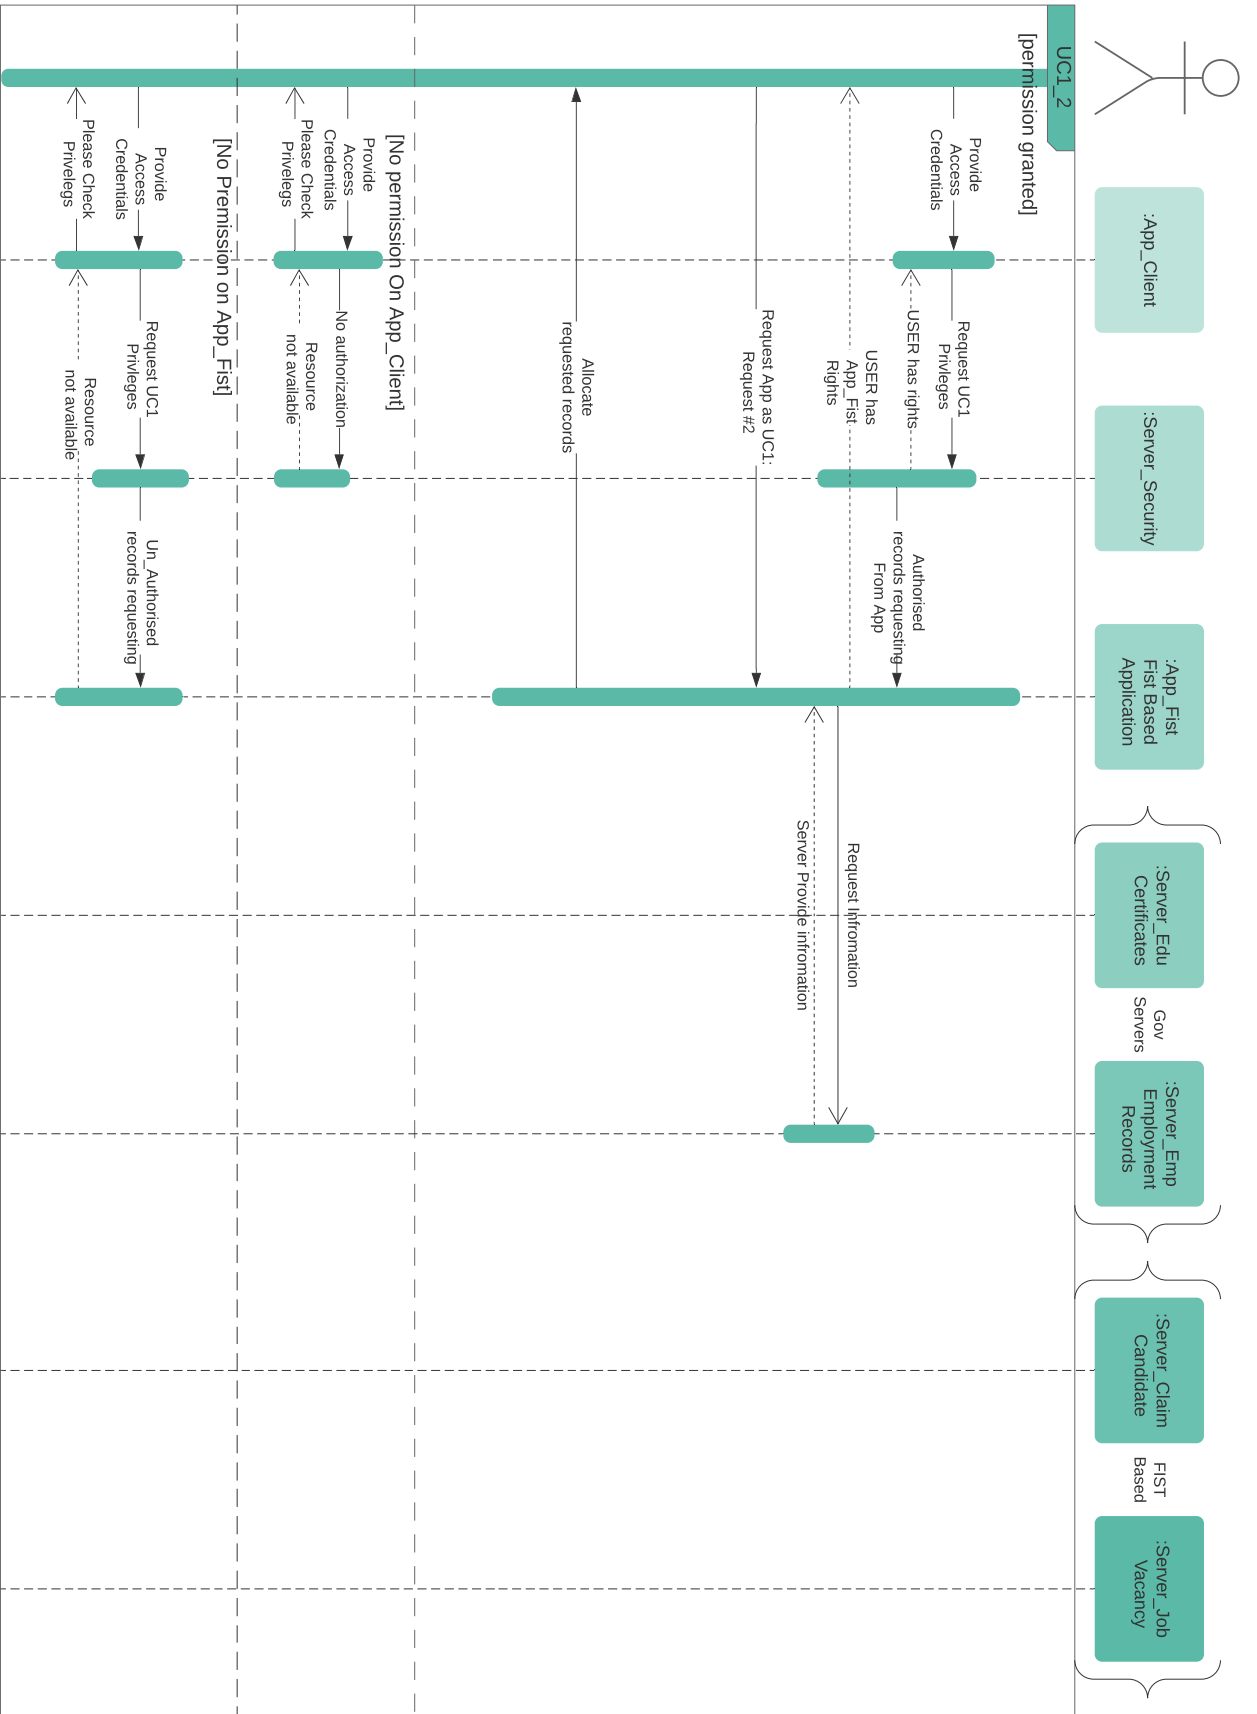 :App_Client
:Server_Security
:App_Fist
Fist Based
Application
:Server_Edu
Certificates
Gov
Servers
:Server_Emp
Employment
Records
:Server_Claim
Candidate
FIST
Based
:Server_Job
Vacancy
UC1_2
[permission granted]
Provide
Access
Credentials
Request UC1
Privleges
USER has rights
Authorised
records requesting
From App
USER has
App_Fist
Rights
Request Infromation
Server Provide infromation
Request App as UC1:
Request #2
Allocate
requested records
[No permission On App_Client]
Provide
Access
Credentials
No authorization
Resource
not available
Please Check
Privelegs
[No Premission on App_Fist]
Provide
Access
Credentials
Request UC1
Privleges
Un_Authorised
records requesting
Resource
not available
Please Check
Privelegs